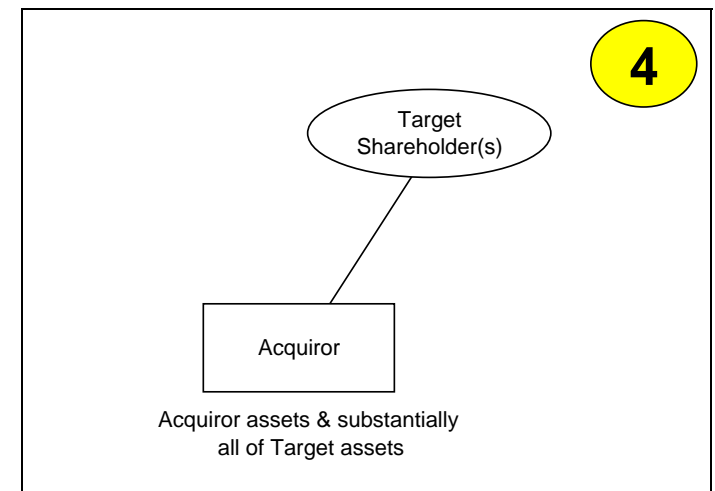 4
Target
Shareholder(s)
Acquiror
Acquiror assets & substantially
all of Target assets